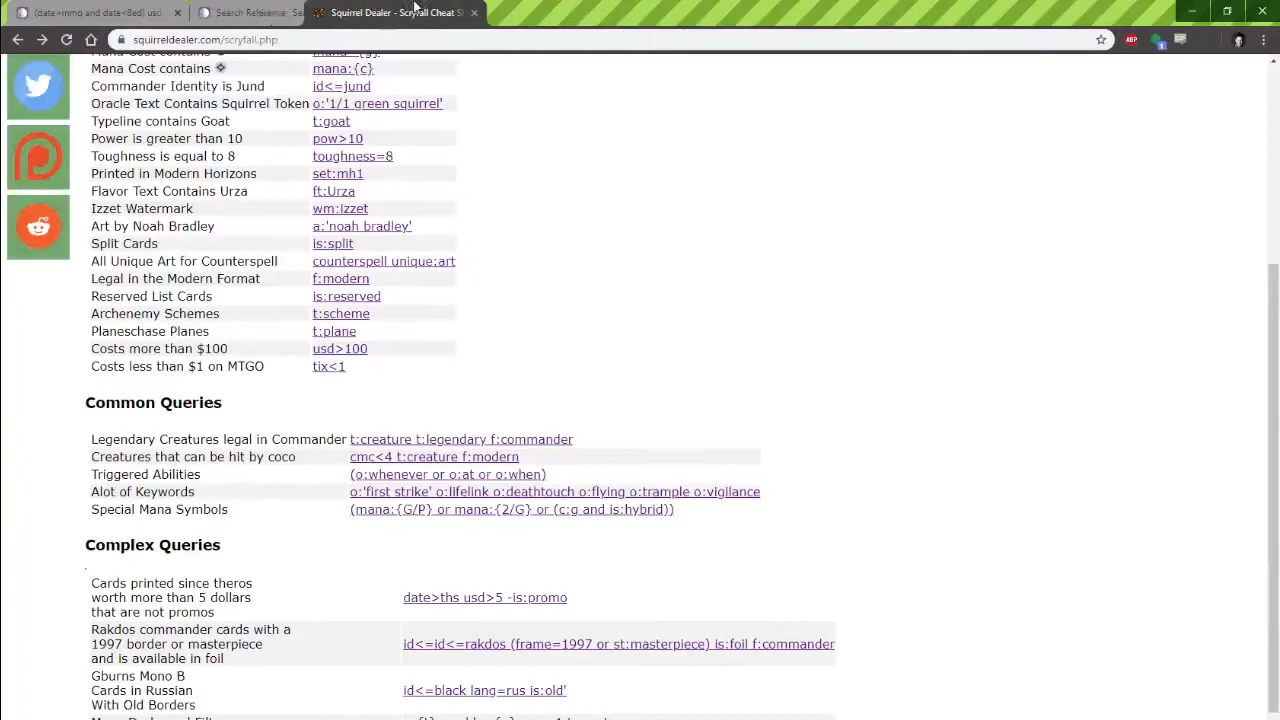 (date>mmq and date<8ed) usd
Search Reference:
Squirrel Dealer - Scryfall Cheat
squirreldealer.com/scryfall.php
Mana Cost contains mana:{c}
Commander Identity is Jund id<=jund
Oracle Text Contains Squirrel Token o:'1/1 green squirrel'
Typeline contains Goat t:goat
Power is greater than 10 pow>10
Toughness is equal to 8 toughness=8
Printed in Modern Horizons set:mh1
Flavor Text Contains Urza ft:Urza
Izzet Watermark wm:izzet
Art by Noah Bradley a:'noah bradley'
Split Cards is:split
All Unique Art for Counterspell counterspell unique:art
Legal in the Modern Format f:modern
Reserved List Cards is:reserved
Archenemy Schemes t:scheme
Planeschase Planes t:plane
Costs more than $100 usd>100
Costs less than $1 on MTGO tix<1
Common Queries
Legendary Creatures legal in Commander t:creature t:legendary f:commander
Creatures that can be hit by coco cmc<4 t:creature f:modern
Triggered Abilities (o:whenever or o:at or o:when)
Alot of Keywords o:'first strike' o:lifelink o:deathtouch o:flying o:trample o:vigilance
Special Mana Symbols (mana:{G/P} or mana:{2/G} or (c:g and is:hybrid))
Complex Queries
.
Cards printed since theros
worth more than 5 dollars date>ths usd>5 -is:promo
that are not promos
Rakdos commander cards with a
1997 border or masterpiece id<=id<=rakdos (frame=1997 or st:masterpiece) is:foil f:commander
and is available in foil
Gburns Mono B
Cards in Russian id<=black lang=rus is:old'
With Old Borders